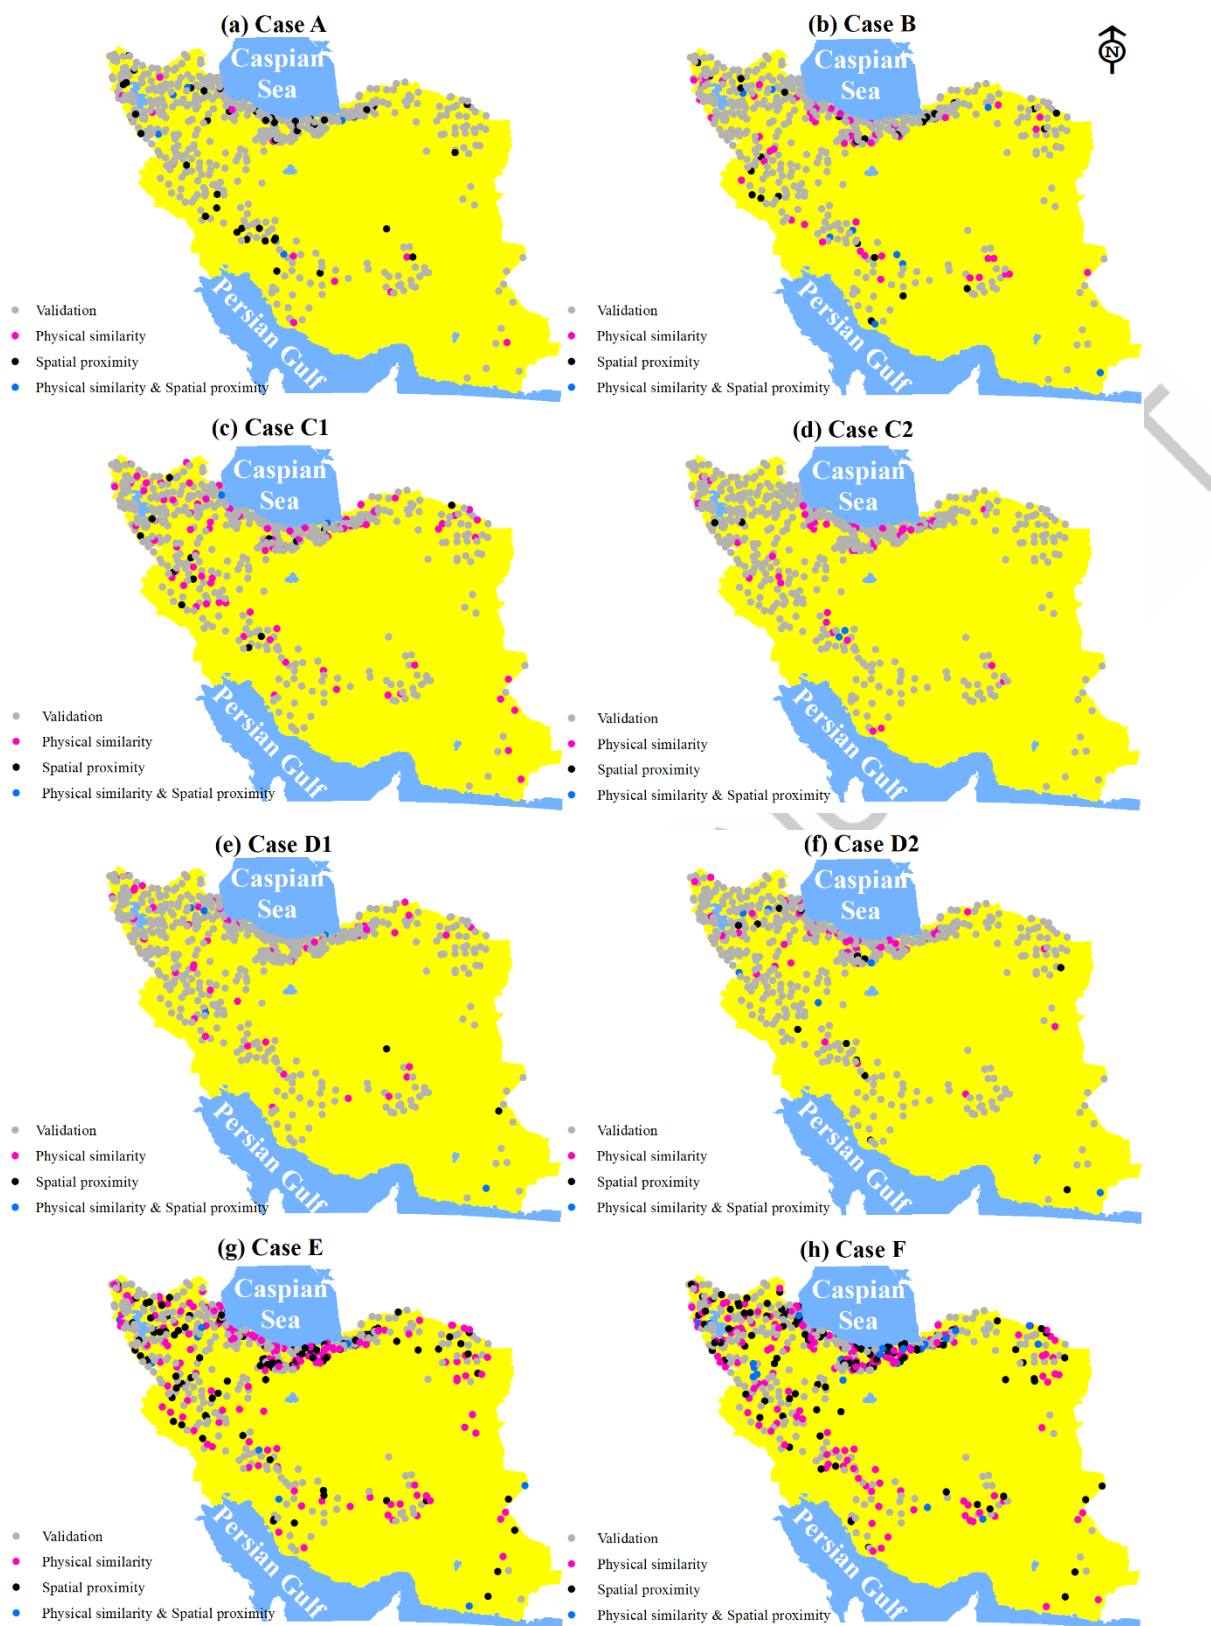 (a) Case A
Caspian
Sea
Persian Gulf
Validation
Physical similarity
Spatial proximity
Physical similarity & Spatial proximity
(b) Case B
N
Caspian
Sea
Persian Gulf
Validation
Physical similarity
Spatial proximity
Physical similarity & Spatial proximity
(c) Case C1
Caspian
Sea
Persian Gulf
Validation
Physical similarity
Spatial proximity
Physical similarity & Spatial proximity
(d) Case C2
Caspian
Sea
Persian Gulf
Validation
Physical similarity
Spatial proximity
Physical similarity & Spatial proximity
(e) Case D1
Caspian
Sea
Persian Gulf
Validation
Physical similarity
Spatial proximity
Physical similarity & Spatial proximity
(f) Case D2
Caspian
Sea
Persian Gulf
Validation
Physical similarity
Spatial proximity
Physical similarity & Spatial proximity
(g) Case E
Caspian
Sea
Persian Gulf
Validation
Physical similarity
Spatial proximity
Physical similarity & Spatial proximity
(h) Case F
Caspian
Sea
Persian Gulf
Validation
Physical similarity
Spatial proximity
Physical similarity & Spatial proximity